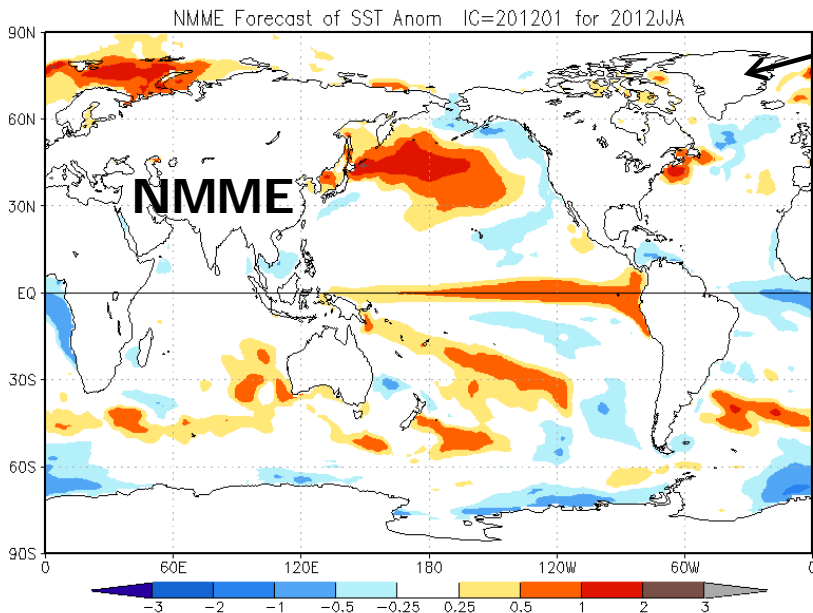 NMME Forecast of SST Anom IC=201201 for 2012JJA
90N
60N
NMME
30N
EQ
30S
60S
90S
0 60E 120E 180 120W 60W 0
-3 -2 -1 -0.5 -0.25 0.25 0.5 1 2 3